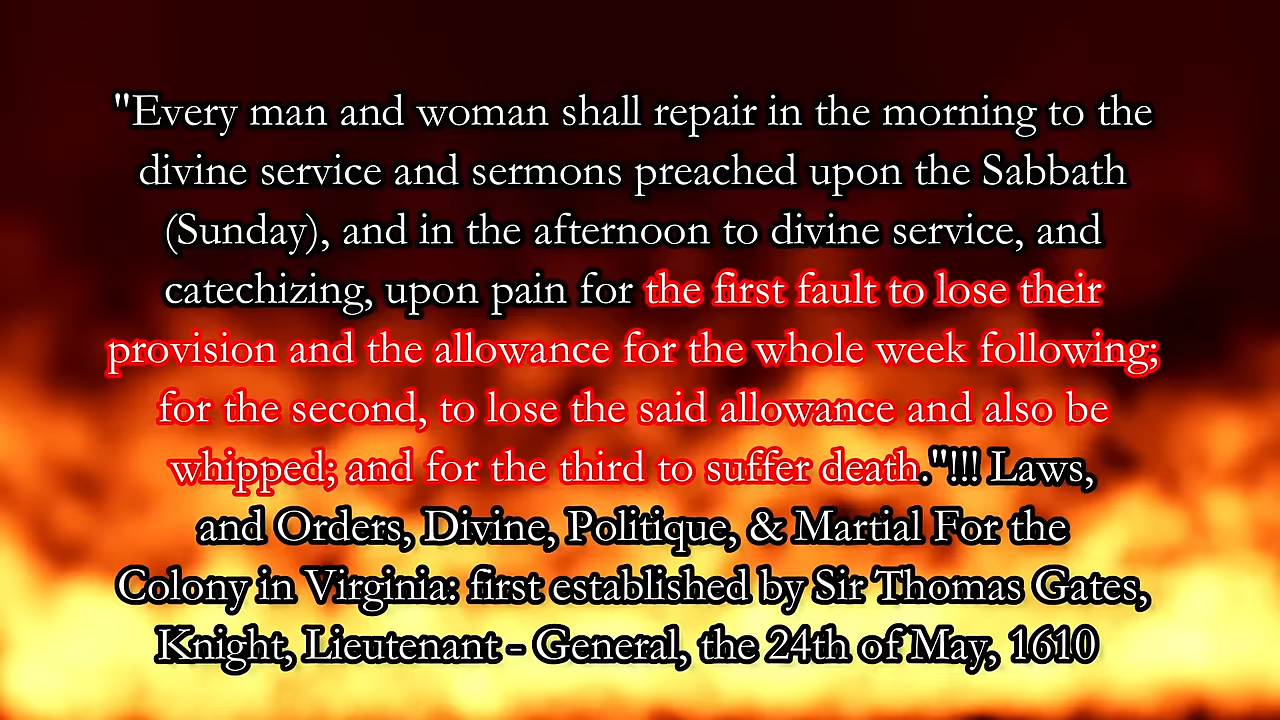 "Every man and woman shall repair in the morning to the
divine service and sermons preached upon the Sabbath
(Sunday), and in the afternoon to divine service, and
catechizing, upon pain for the first fault to lose their
provision and the allowance for the whole week following;
for the second, to lose the said allowance and also be
whipped; and for the third to suffer death."!!! Laws,
and Orders, Divine, Politique, & Martial For the
Colony in Virginia: first established by Sir Thomas Gates,
Knight, Lieutenant - General, the 24th of May, 1610